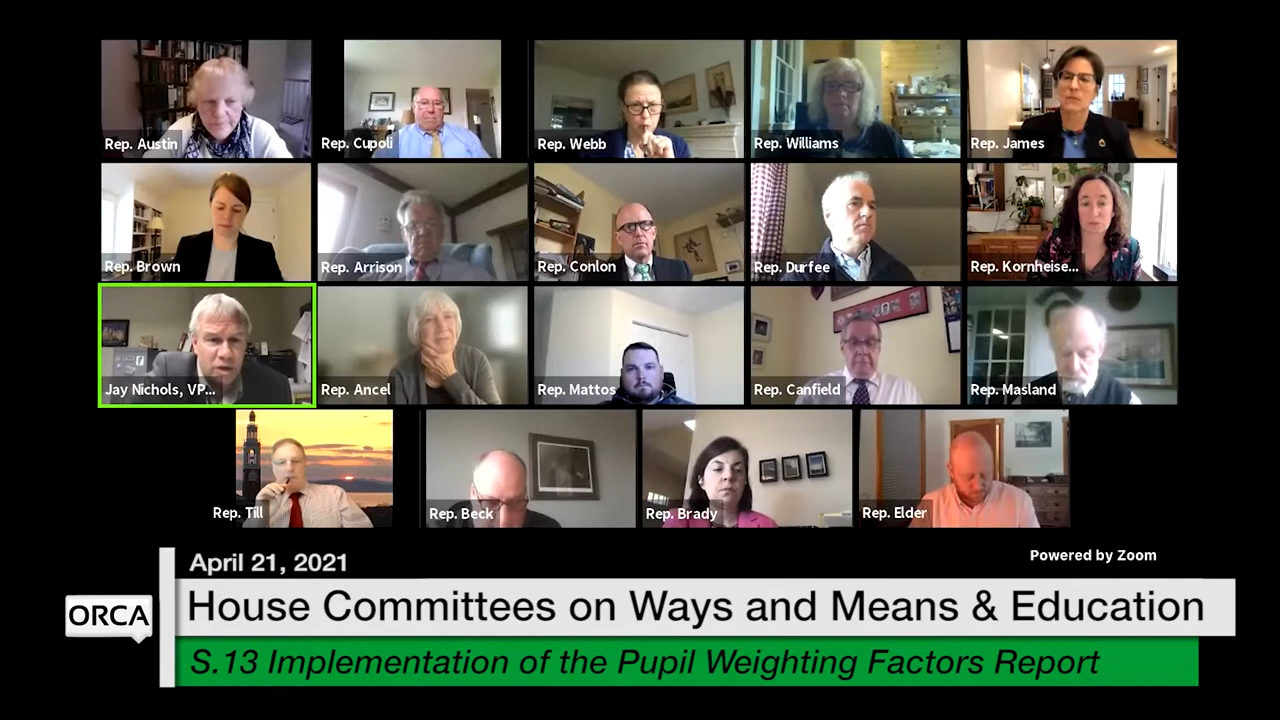 Rep. Austin
Rep. Cupoli
Rep. Webb
Rep. Williams
Rep. James
Rep. Brown
Rep. Arrison
Rep. Conlon
Rep. Durfee
Rep. Kornheise...
Jay Nichols, VP...
Rep. Ancel
Rep. Mattos
Rep. Canfield
Rep. Masland
Rep. Till
Rep. Beck
Rep. Brady
Rep. Elder
April 21, 2021
Powered by Zoom
ORCA
House Committees on Ways and Means & Education
S.13 Implementation of the Pupil Weighting Factors Report